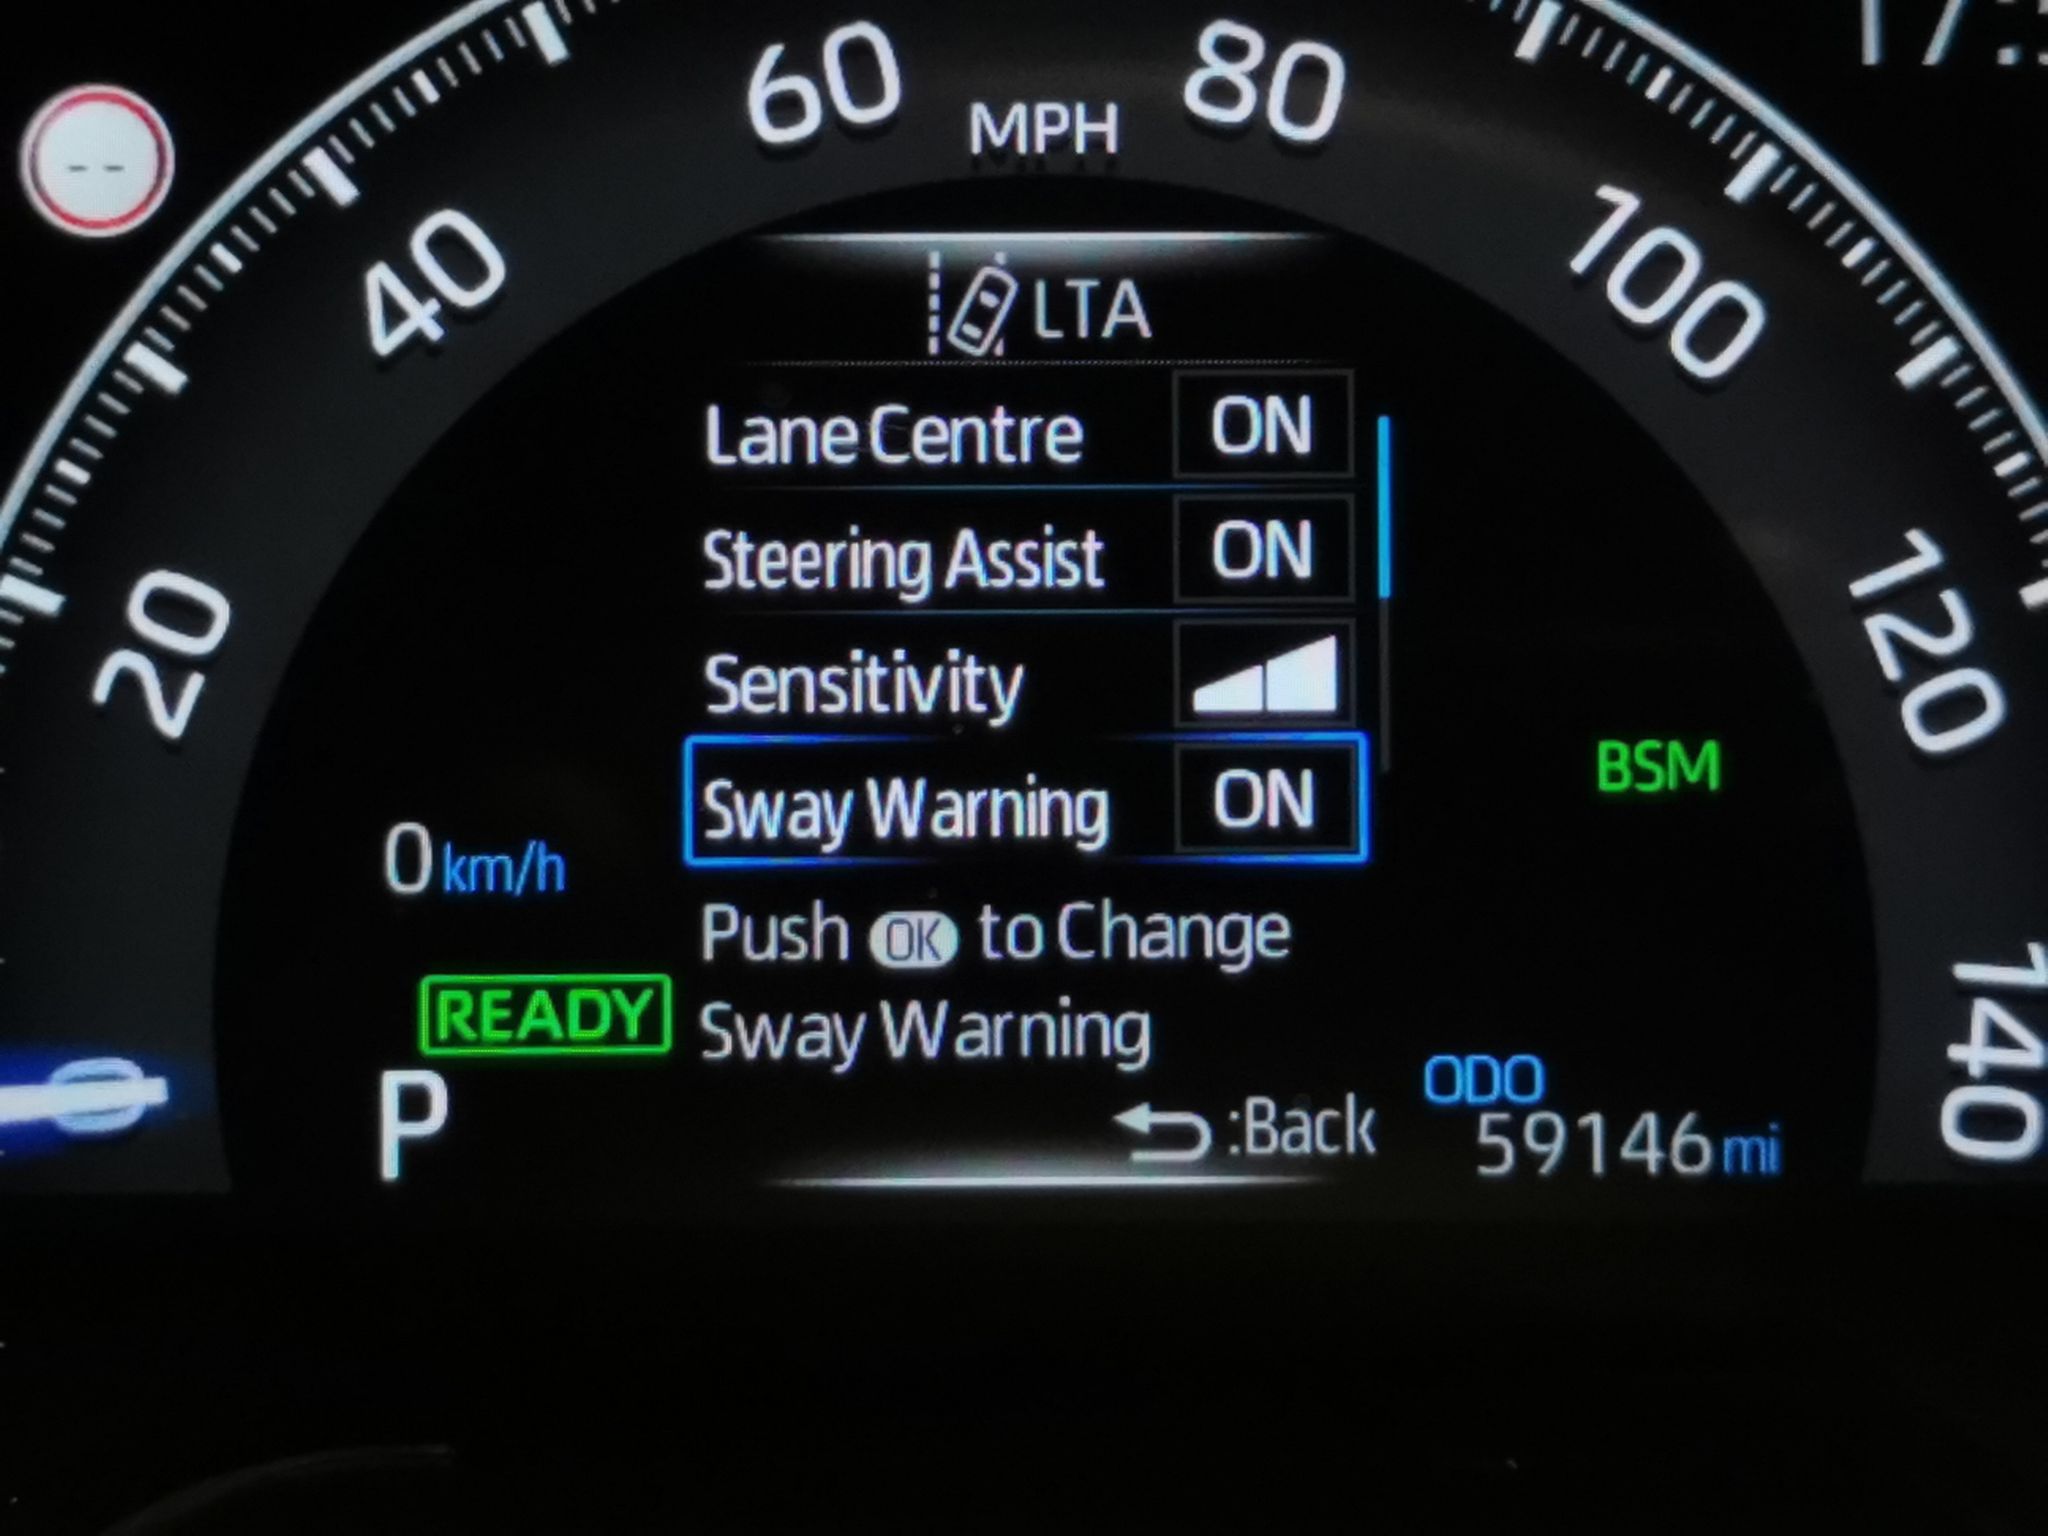 60
80
MPH
40
100
20
120
140
LTA
Lane Centre ON
Steering Assist ON
Sensitivity
Sway Warning ON
BSM
0 km/h
Push OK to Change
Sway Warning
READY
P
:Back
ODO
59146 mi
0